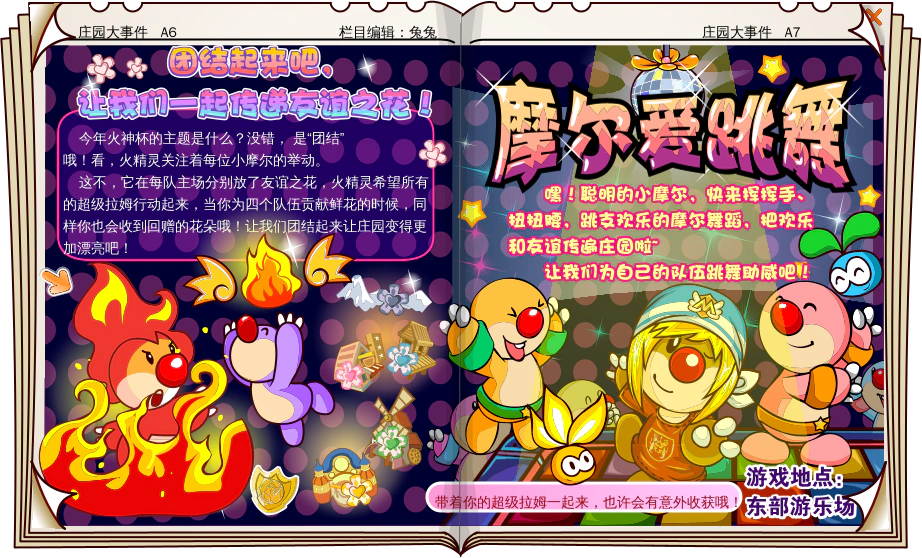 庄园大事件 A6
栏目编辑：兔兔
团结起来吧，
让我们一起传递友谊之花！
今年火神杯的主题是什么？没错，是“团结”
哦！看，火精灵关注着每位小摩尔的举动。
这不，它在每队主场分别放了友谊之花，火精灵希望所有
的超级拉姆行动起来，当你为四个队伍贡献鲜花的时候，同
样你也会收到回赠的花朵哦！让我们团结起来让庄园变得更
加漂亮吧！
庄园大事件 A7
摩尔爱跳舞
嘿！聪明的小摩尔，快来挥挥手、
扭扭腰，跳支欢乐的摩尔舞蹈，把欢乐
和友谊传遍庄园啦~
让我们为自己的队伍跳舞助威吧！
带着你的超级拉姆一起来，也许会有意外收获哦！
游戏地点：
东部游乐场